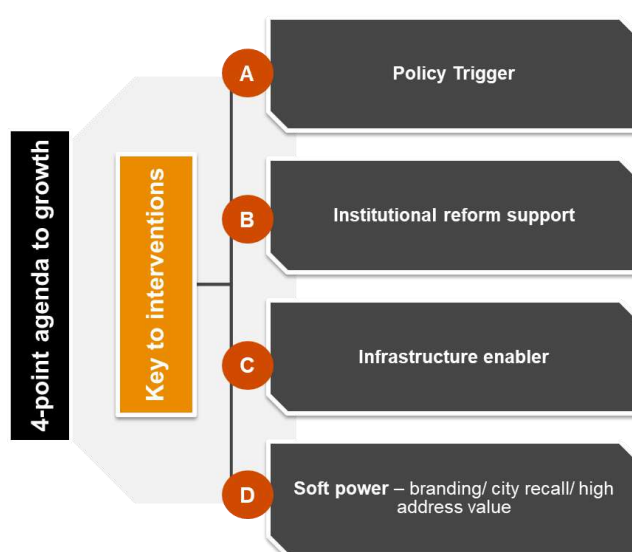 4-point agenda to growth
Key to interventions
A
Policy Trigger
B
Institutional reform support
C
Infrastructure enabler
D
Soft power – branding/ city recall/ high
address value